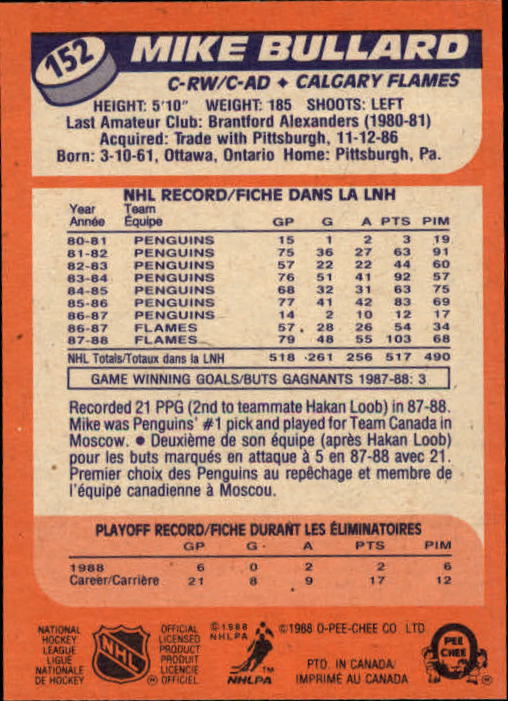 152
MIKE BULLARD
C-RW/C-AD ✦ CALGARY FLAMES
HEIGHT: 5'10" WEIGHT: 185 SHOOTS: LEFT
Last Amateur Club: Brantford Alexanders (1980-81)
Acquired: Trade with Pittsburgh, 11-12-86
Born: 3-10-61, Ottawa, Ontario Home: Pittsburgh, Pa.
NHL RECORD/FICHE DANS LA LNH
Year Team
Année Équipe GP G A PTS PIM
80-81 PENGUINS 15 1 2 3 19
81-82 PENGUINS 75 36 27 63 91
82-83 PENGUINS 57 22 22 44 60
83-84 PENGUINS 76 51 41 92 57
84-85 PENGUINS 68 32 31 63 75
85-86 PENGUINS 77 41 42 83 69
86-87 PENGUINS 14 2 10 12 17
86-87 FLAMES 57 28 26 54 34
87-88 FLAMES 79 48 55 103 68
NHL Totals/Totaux dans la LNH 518 261 256 517 490
GAME WINNING GOALS/BUTS GAGNANTS 1987-88: 3
Recorded 21 PPG (2nd to teammate Hakan Loob) in 87-88.
Mike was Penguins' #1 pick and played for Team Canada in
Moscow. ● Deuxième de son équipe (après Hakan Loob)
pour les buts marqués en attaque à 5 en 87-88 avec 21.
Premier choix des Penguins au repêchage et membre de
l'équipe canadienne à Moscou.
PLAYOFF RECORD/FICHE DURANT LES ÉLIMINATOIRES
GP G A PTS PIM
1988 6 0 2 2 6
Career/Carrière 21 8 9 17 12
NATIONAL
HOCKEY
LEAGUE
LIGUE
NATIONALE
DE HOCKEY
NHL
OFFICIAL
LICENSED
PRODUCT
PRODUIT
LICENCIE
OFFICIEL
©1988
NHLPA
NHLPA
TM
©1988 O-PEE-CHEE CO LTD
PTD. IN CANADA/
IMPRIMÉ AU CANADA
PEE
CHEE